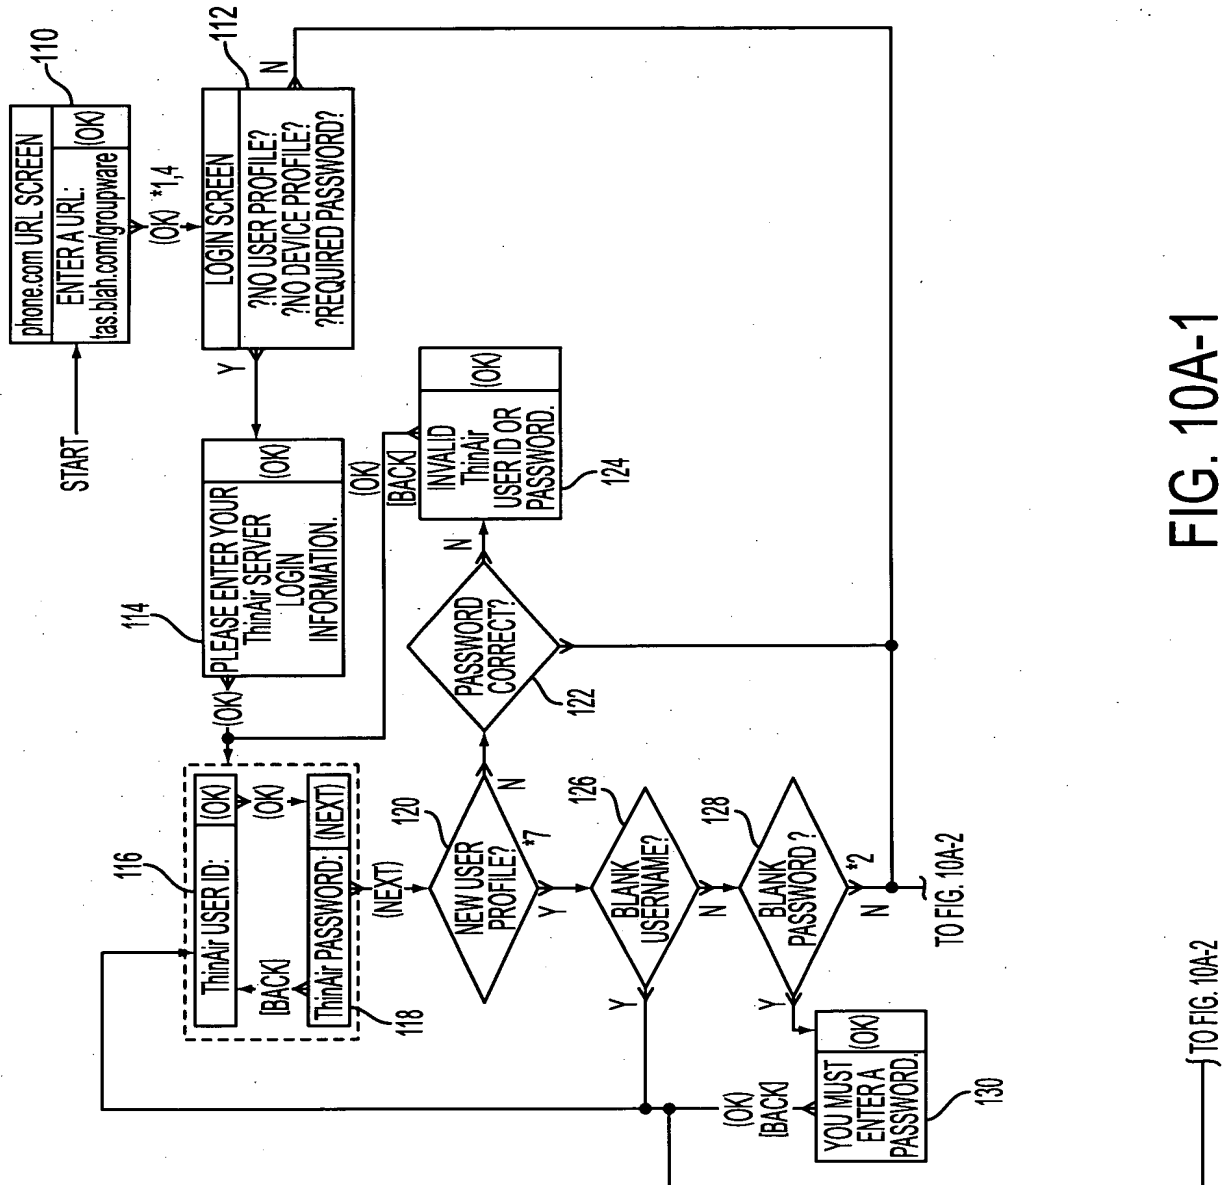 START
phone.com URL SCREEN
ENTER A URL:
tas.blah.com/groupware
(OK)
110
(OK) *1,4
LOGIN SCREEN
?NO USER PROFILE?
?NO DEVICE PROFILE?
?REQUIRED PASSWORD?
112
N
Y
PLEASE ENTER YOUR
ThinAir SERVER
LOGIN
INFORMATION.
(OK)
114
(OK)
ThinAir USER ID:
(OK)
116
(OK)
[BACK]
ThinAir PASSWORD:
(NEXT)
118
(NEXT)
NEW USER
PROFILE?
120
*7
N
Y
PASSWORD
CORRECT?
122
N
INVALID
ThinAir
USER ID OR
PASSWORD.
(OK)
124
(OK)
[BACK]
BLANK
USERNAME?
126
Y
N
BLANK
PASSWORD ?
128
*2
Y
N
YOU MUST
ENTER A
PASSWORD.
(OK)
130
(OK)
[BACK]
TO FIG. 10A-2
TO FIG. 10A-2
FIG. 10A-1